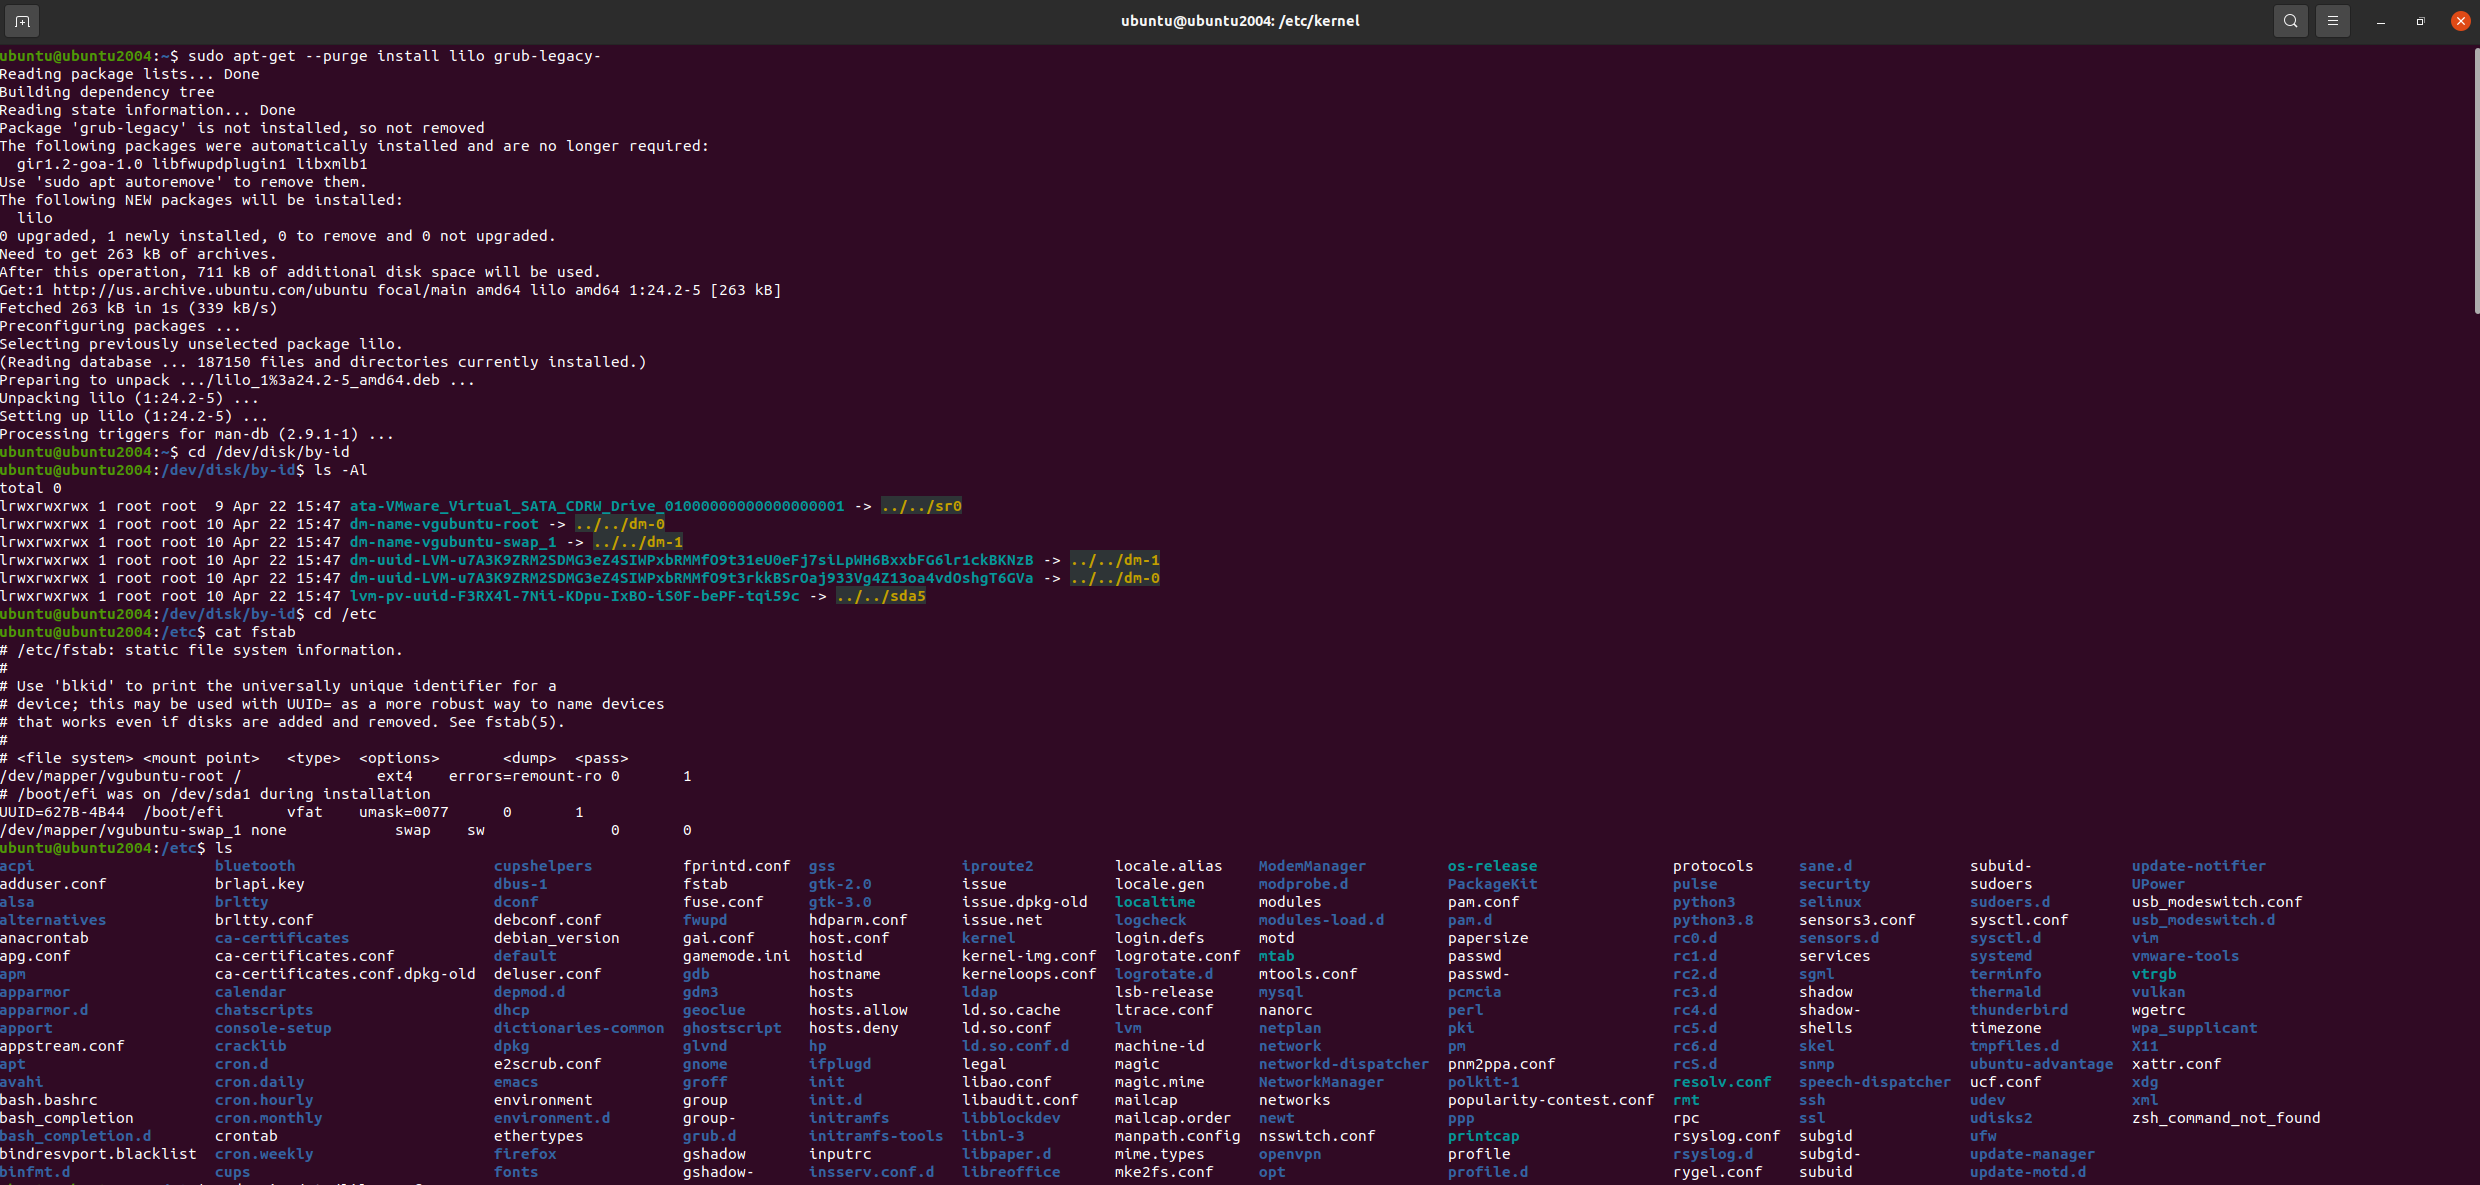 ubuntu@ubuntu2004: /etc/kernel
ubuntu@ubuntu2004:~$ sudo apt-get --purge install lilo grub-legacy-
Reading package lists... Done
Building dependency tree
Reading state information... Done
Package 'grub-legacy' is not installed, so not removed
The following packages were automatically installed and are no longer required:
  gir1.2-goa-1.0 libfwupdplugin1 libxmlb1
Use 'sudo apt autoremove' to remove them.
The following NEW packages will be installed:
  lilo
0 upgraded, 1 newly installed, 0 to remove and 0 not upgraded.
Need to get 263 kB of archives.
After this operation, 711 kB of additional disk space will be used.
Get:1 http://us.archive.ubuntu.com/ubuntu focal/main amd64 lilo amd64 1:24.2-5 [263 kB]
Fetched 263 kB in 1s (339 kB/s)
Preconfiguring packages ...
Selecting previously unselected package lilo.
(Reading database ... 187150 files and directories currently installed.)
Preparing to unpack .../lilo_1%3a24.2-5_amd64.deb ...
Unpacking lilo (1:24.2-5) ...
Setting up lilo (1:24.2-5) ...
Processing triggers for man-db (2.9.1-1) ...
ubuntu@ubuntu2004:~$ cd /dev/disk/by-id
ubuntu@ubuntu2004:/dev/disk/by-id$ ls -Al
total 0
lrwxrwxrwx 1 root root  9 Apr 22 15:47 ata-VMware_Virtual_SATA_CDRW_Drive_01000000000000000001 -> ../../sr0
lrwxrwxrwx 1 root root 10 Apr 22 15:47 dm-name-vgubuntu-root -> ../../dm-0
lrwxrwxrwx 1 root root 10 Apr 22 15:47 dm-name-vgubuntu-swap_1 -> ../../dm-1
lrwxrwxrwx 1 root root 10 Apr 22 15:47 dm-uuid-LVM-u7A3K9ZRM2SDMG3eZ4SIWPxbRMMfO9t31eU0eFj7siLpWH6BxxbFG6lr1ckBKNzB -> ../../dm-1
lrwxrwxrwx 1 root root 10 Apr 22 15:47 dm-uuid-LVM-u7A3K9ZRM2SDMG3eZ4SIWPxbRMMfO9t3rkkBSrOaj933Vg4Z13oa4vdOshgT6GVa -> ../../dm-0
lrwxrwxrwx 1 root root 10 Apr 22 15:47 lvm-pv-uuid-F3RX4l-7Nii-KDpu-IxBO-iS0F-bePF-tqi59c -> ../../sda5
ubuntu@ubuntu2004:/dev/disk/by-id$ cd /etc
ubuntu@ubuntu2004:/etc$ cat fstab
# /etc/fstab: static file system information.
#
# Use 'blkid' to print the universally unique identifier for a
# device; this may be used with UUID= as a more robust way to name devices
# that works even if disks are added and removed. See fstab(5).
#
# <file system> <mount point>   <type>  <options>       <dump>  <pass>
/dev/mapper/vgubuntu-root /               ext4    errors=remount-ro 0       1
# /boot/efi was on /dev/sda1 during installation
UUID=627B-4B44  /boot/efi       vfat    umask=0077      0       1
/dev/mapper/vgubuntu-swap_1 none            swap    sw              0       0
ubuntu@ubuntu2004:/etc$ ls
acpi bluetooth cupshelpers fprintd.conf gss iproute2 locale.alias ModemManager os-release protocols sane.d subuid- update-notifier
adduser.conf brlapi.key dbus-1 fstab gtk-2.0 issue locale.gen modprobe.d PackageKit pulse security sudoers UPower
alsa brltty dconf fuse.conf gtk-3.0 issue.dpkg-old localtime modules pam.conf python3 selinux sudoers.d usb_modeswitch.conf
alternatives brltty.conf debconf.conf fwupd hdparm.conf issue.net logcheck modules-load.d pam.d python3.8 sensors3.conf sysctl.conf usb_modeswitch.d
anacrontab ca-certificates debian_version gai.conf host.conf kernel login.defs motd papersize rc0.d sensors.d sysctl.d vim
apg.conf ca-certificates.conf default gamemode.ini hostid kernel-img.conf logrotate.conf mtab passwd rc1.d services systemd vmware-tools
apm ca-certificates.conf.dpkg-old deluser.conf gdb hostname kerneloops.conf logrotate.d mtools.conf passwd- rc2.d sgml terminfo vtrgb
apparmor calendar depmod.d gdm3 hosts ldap lsb-release mysql pcmcia rc3.d shadow thermald vulkan
apparmor.d chatscripts dhcp geoclue hosts.allow ld.so.cache ltrace.conf nanorc perl rc4.d shadow- thunderbird wgetrc
apport console-setup dictionaries-common ghostscript hosts.deny ld.so.conf lvm netplan pki rc5.d shells timezone wpa_supplicant
appstream.conf cracklib dpkg glvnd hp ld.so.conf.d machine-id network pm rc6.d skel tmpfiles.d X11
apt cron.d e2scrub.conf gnome ifplugd legal magic networkd-dispatcher pnm2ppa.conf rcS.d snmp ubuntu-advantage xattr.conf
avahi cron.daily emacs groff init libao.conf magic.mime NetworkManager polkit-1 resolv.conf speech-dispatcher ucf.conf xdg
bash.bashrc cron.hourly environment group init.d libaudit.conf mailcap networks popularity-contest.conf rmt ssh udev xml
bash_completion cron.monthly environment.d group- initramfs libblockdev mailcap.order newt ppp rpc ssl udisks2 zsh_command_not_found
bash_completion.d crontab ethertypes grub.d initramfs-tools libnl-3 manpath.config nsswitch.conf printcap rsyslog.conf subgid ufw
bindresvport.blacklist cron.weekly firefox gshadow inputrc libpaper.d mime.types openvpn profile rsyslog.d subgid- update-manager
binfmt.d cups fonts gshadow- insserv.conf.d libreoffice mke2fs.conf opt profile.d rygel.conf subuid update-motd.d